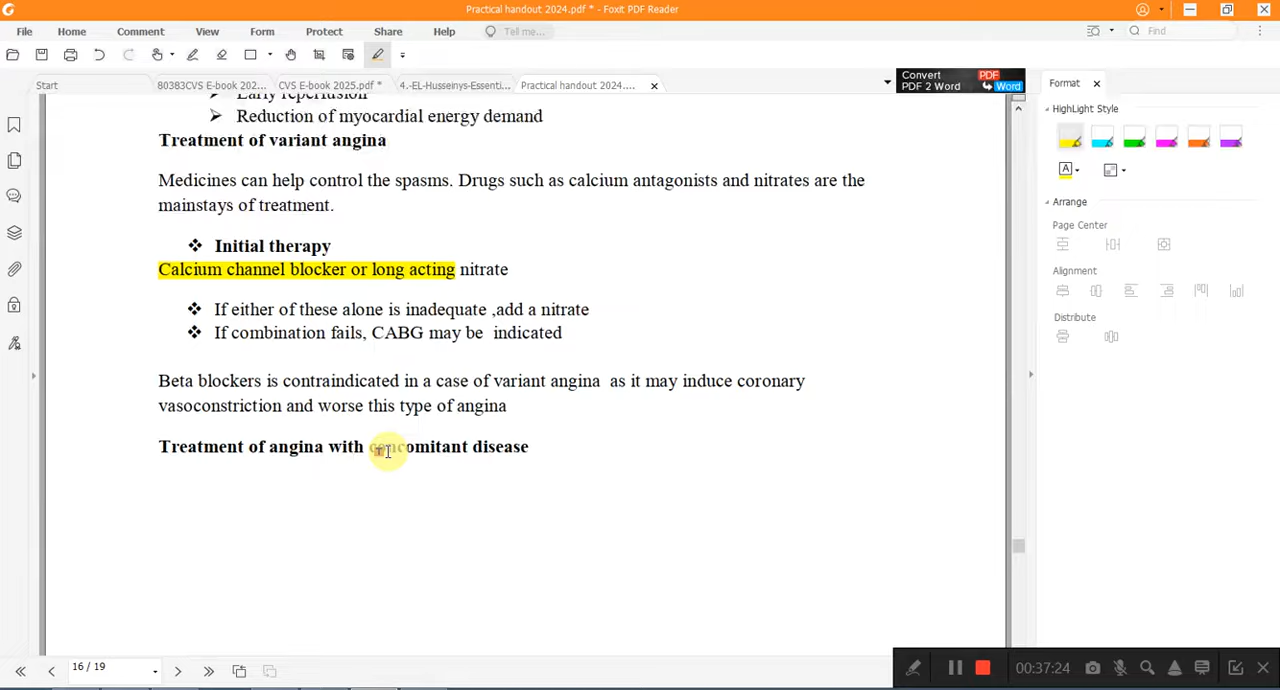 Practical handout 2024.pdf * - Foxit PDF Reader
File Home Comment View Form Protect Share Help Tell me... Find
Start 80383CVS E-book 202... CVS E-book 2025.pdf * 4.-EL-Husseinys-Essenti... Practical handout 2024....
Convert PDF
PDF 2 Word Word
Early reperfusion
Reduction of myocardial energy demand
Treatment of variant angina
Medicines can help control the spasms. Drugs such as calcium antagonists and nitrates are the
mainstays of treatment.
Initial therapy
Calcium channel blocker or long acting nitrate
If either of these alone is inadequate ,add a nitrate
If combination fails, CABG may be indicated
Beta blockers is contraindicated in a case of variant angina as it may induce coronary
vasoconstriction and worse this type of angina
Treatment of angina with concomitant disease
Format
HighLight Style
A
Arrange
Page Center
Alignment
Distribute
16 / 19
00:37:24